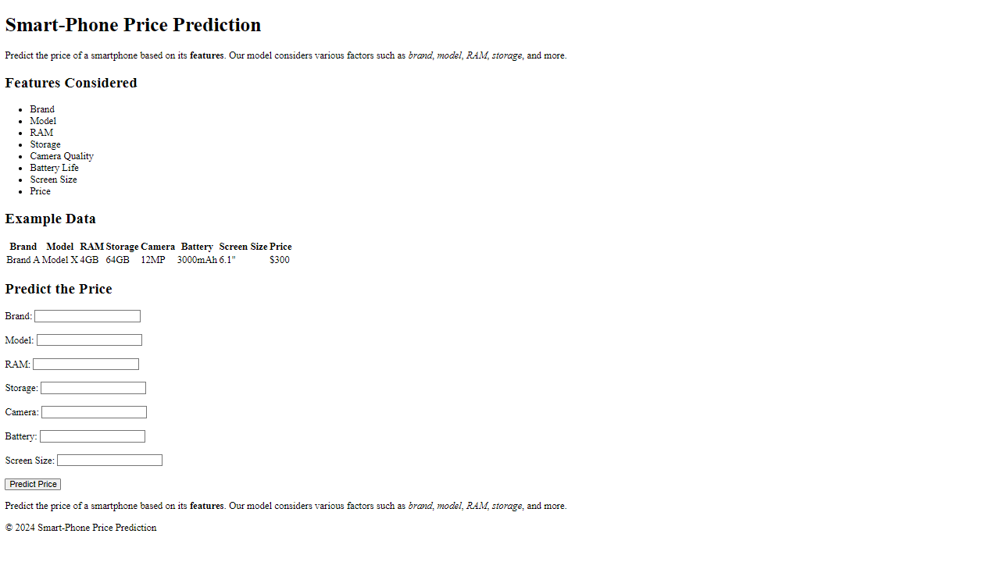 Smart-Phone Price Prediction
Predict the price of a smartphone based on its features. Our model considers various factors such as brand, model, RAM, storage, and more.
Features Considered
Brand
Model
RAM
Storage
Camera Quality
Battery Life
Screen Size
Price
Example Data
Brand Model RAM Storage Camera Battery Screen Size Price
Brand A Model X 4GB 64GB 12MP 3000mAh 6.1" $300
Predict the Price
Brand:
Model:
RAM:
Storage:
Camera:
Battery:
Screen Size:
Predict Price
Predict the price of a smartphone based on its features. Our model considers various factors such as brand, model, RAM, storage, and more.
© 2024 Smart-Phone Price Prediction